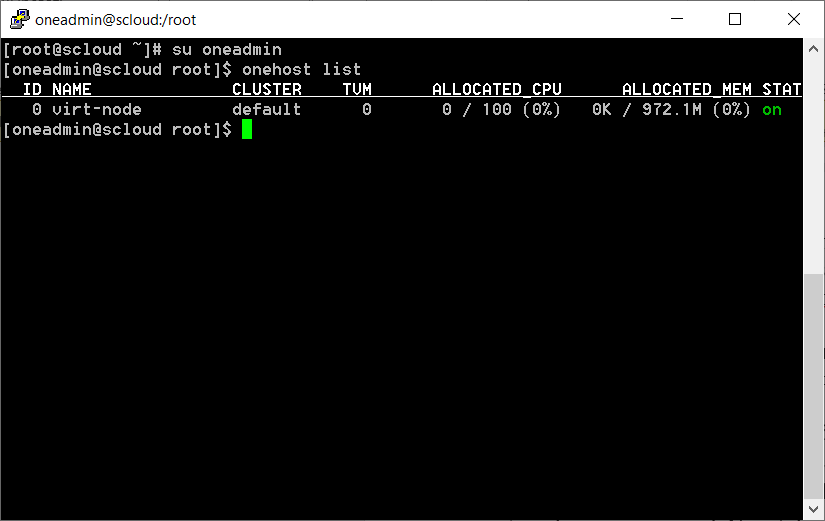 oneadmin@scloud:/root
[root@scloud ~]# su oneadmin
[oneadmin@scloud root]$ onehost list
ID NAME CLUSTER TVM ALLOCATED_CPU ALLOCATED_MEM STAT
0 virt-node default 0 0 / 100 (0%) 0K / 972.1M (0%) on
[oneadmin@scloud root]$